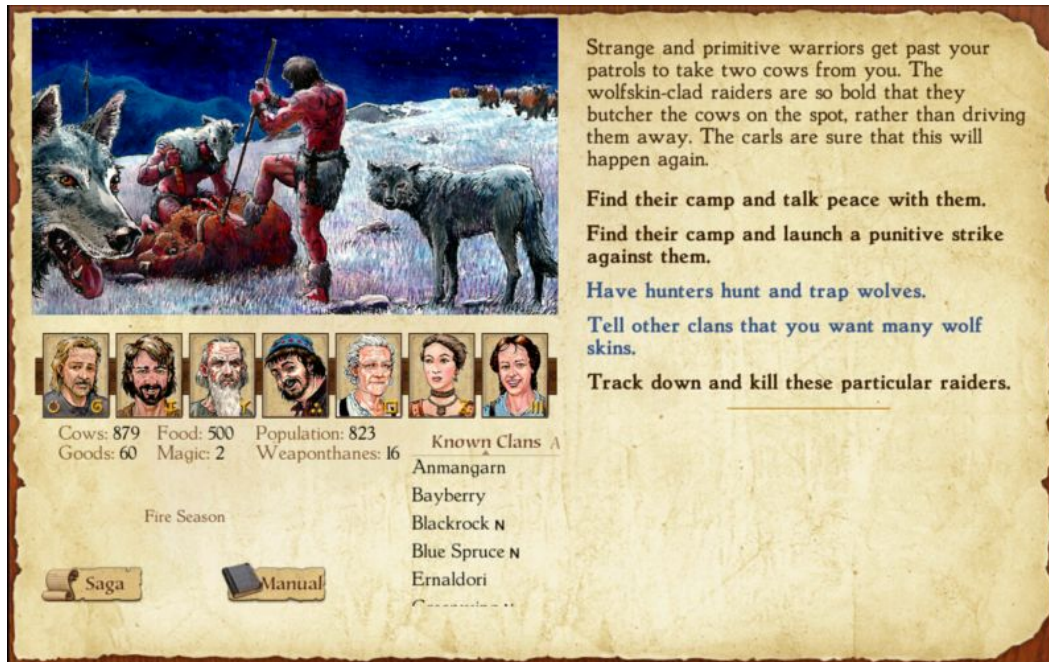 Strange and primitive warriors get past your
patrols to take two cows from you. The
wolfskin-clad raiders are so bold that they
butcher the cows on the spot, rather than driving
them away. The carls are sure that this will
happen again.
Find their camp and talk peace with them.
Find their camp and launch a punitive strike
against them.
Have hunters hunt and trap wolves.
Tell other clans that you want many wolf
skins.
Track down and kill these particular raiders.
Cows: 879 Food: 500 Population: 823
Goods: 60 Magic: 2 Weaponthanes: 16
Fire Season
Saga
Manual
Known Clans A
Anmangarn
Bayberry
Blackrock N
Blue Spruce N
Ernaldori